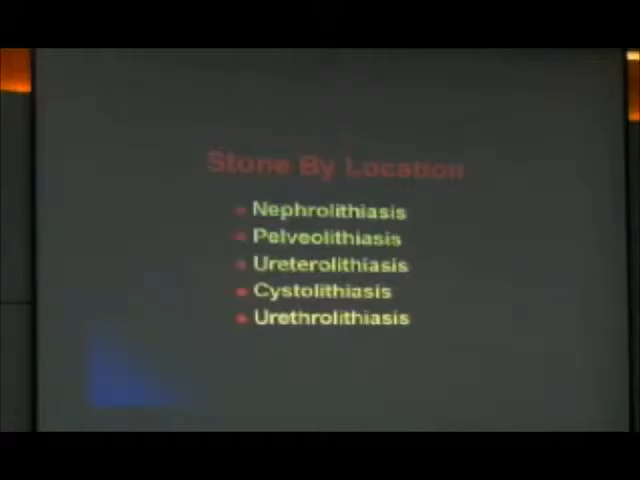 Stone By Location
Nephrolithiasis
Pelveolithiasis
Ureterolithiasis
Cystolithiasis
Urethrolithiasis